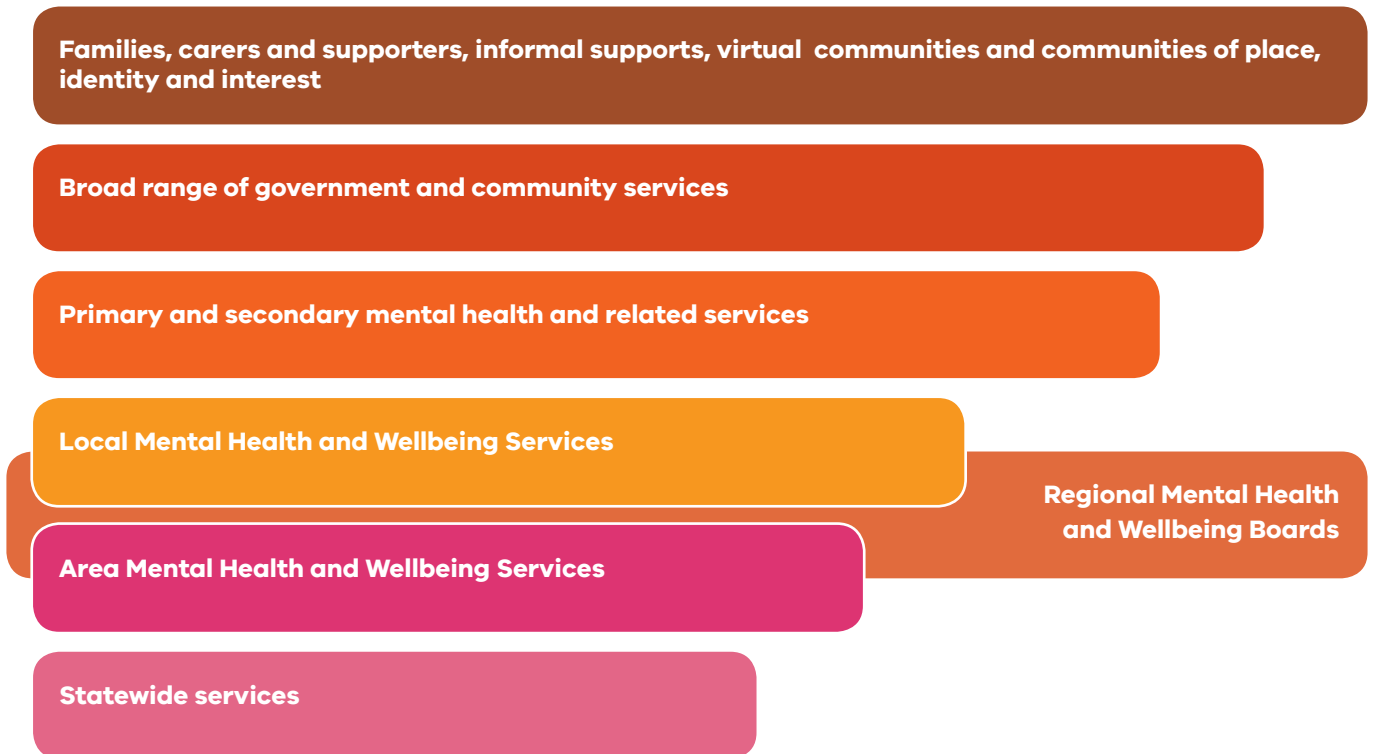 Families, carers and supporters, informal supports, virtual  communities and communities of place,
identity and interest
Broad range of government and community services
Primary and secondary mental health and related services
Local Mental Health and Wellbeing Services
Regional Mental Health
and Wellbeing Boards
Area Mental Health and Wellbeing Services
Statewide services